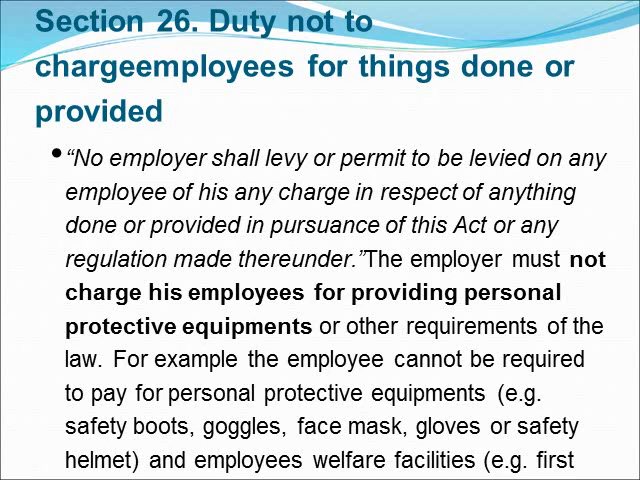 Section 26. Duty not to
chargeemployees for things done or
provided
•“No employer shall levy or permit to be levied on any
employee of his any charge in respect of anything
done or provided in pursuance of this Act or any
regulation made thereunder.”The employer must not
charge his employees for providing personal
protective equipments or other requirements of the
law. For example the employee cannot be required
to pay for personal protective equipments (e.g.
safety boots, goggles, face mask, gloves or safety
helmet) and employees welfare facilities (e.g. first